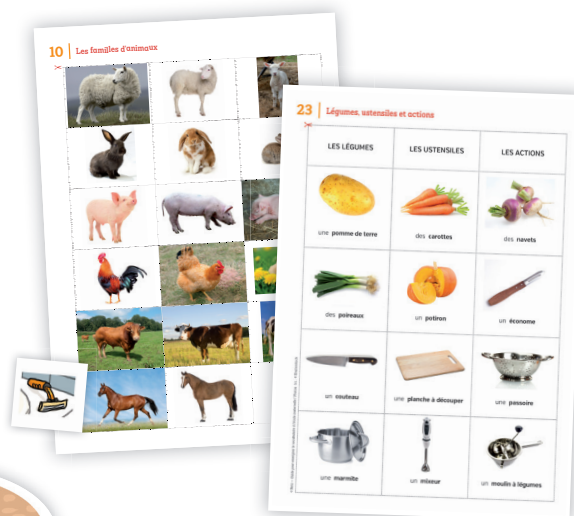 10 Les familles d'animaux
23 Légumes, ustensiles et actions
LES LÉGUMES LES USTENSILES LES ACTIONS
une pomme de terre des carottes des navets
des poireaux un potiron un économe
un couteau une planche à découper une passoire
une marmite un mixeur un moulin à légumes